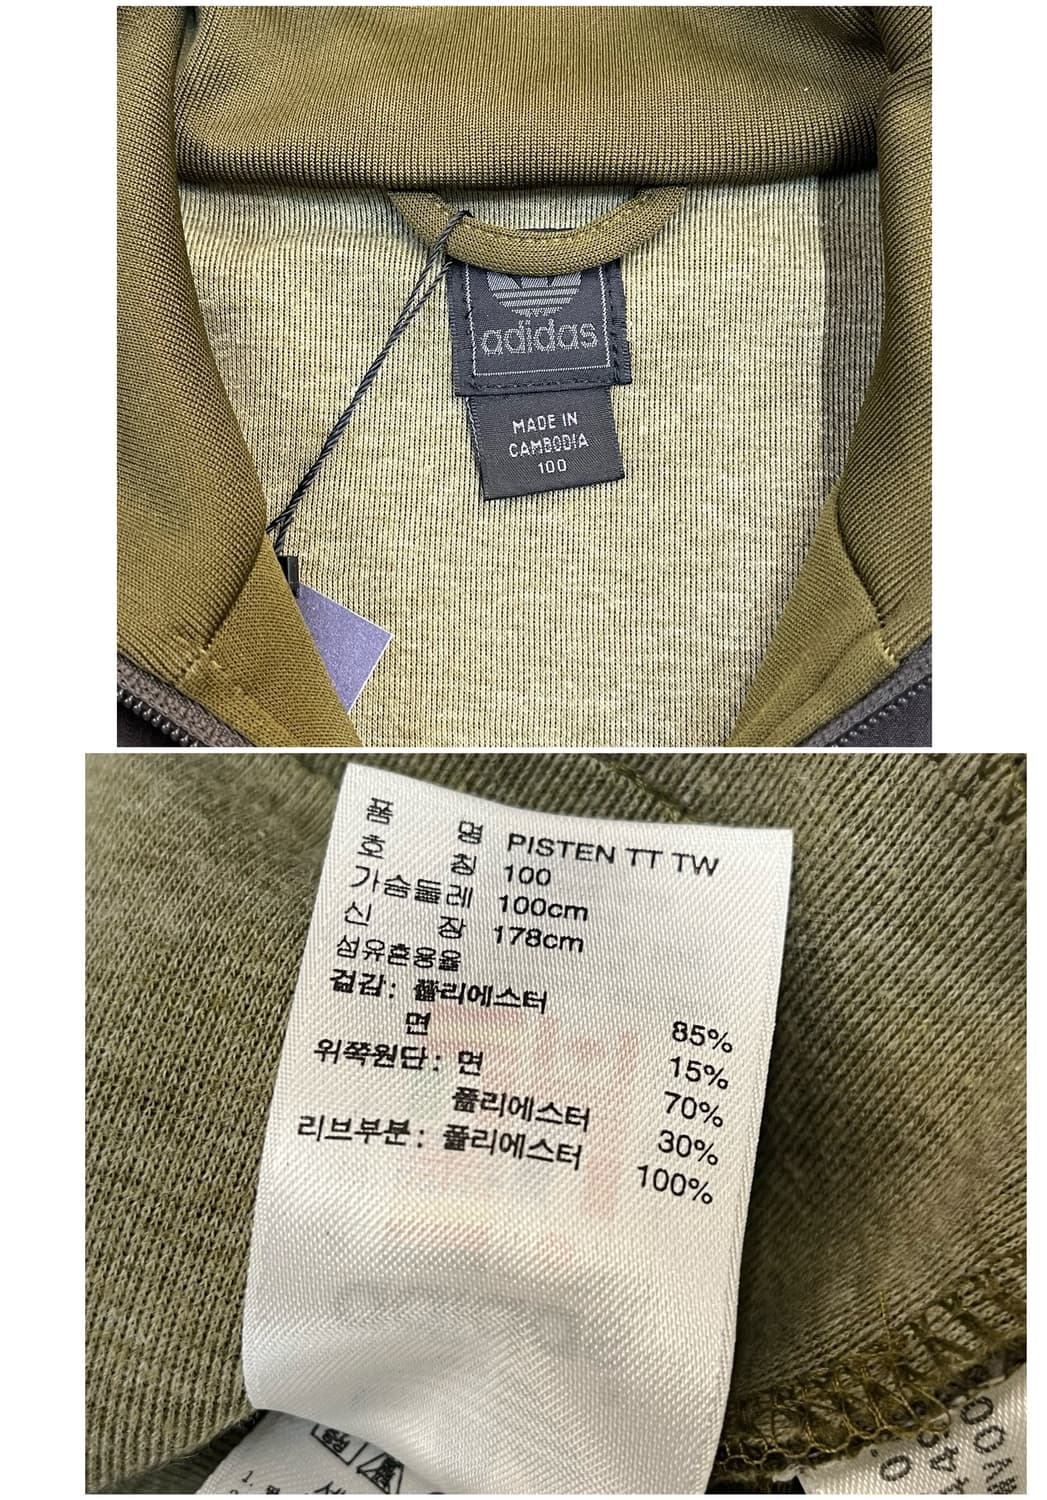 adidas
MADE IN
CAMBODIA
100
품 명 PISTEN TT TW
호 칭 100
가슴둘레 100cm
신 장 178cm
섬유혼용율
겉감: 폴리에스터 85%
면 15%
위쪽원단: 면 70%
폴리에스터 30%
리브부분: 폴리에스터 100%